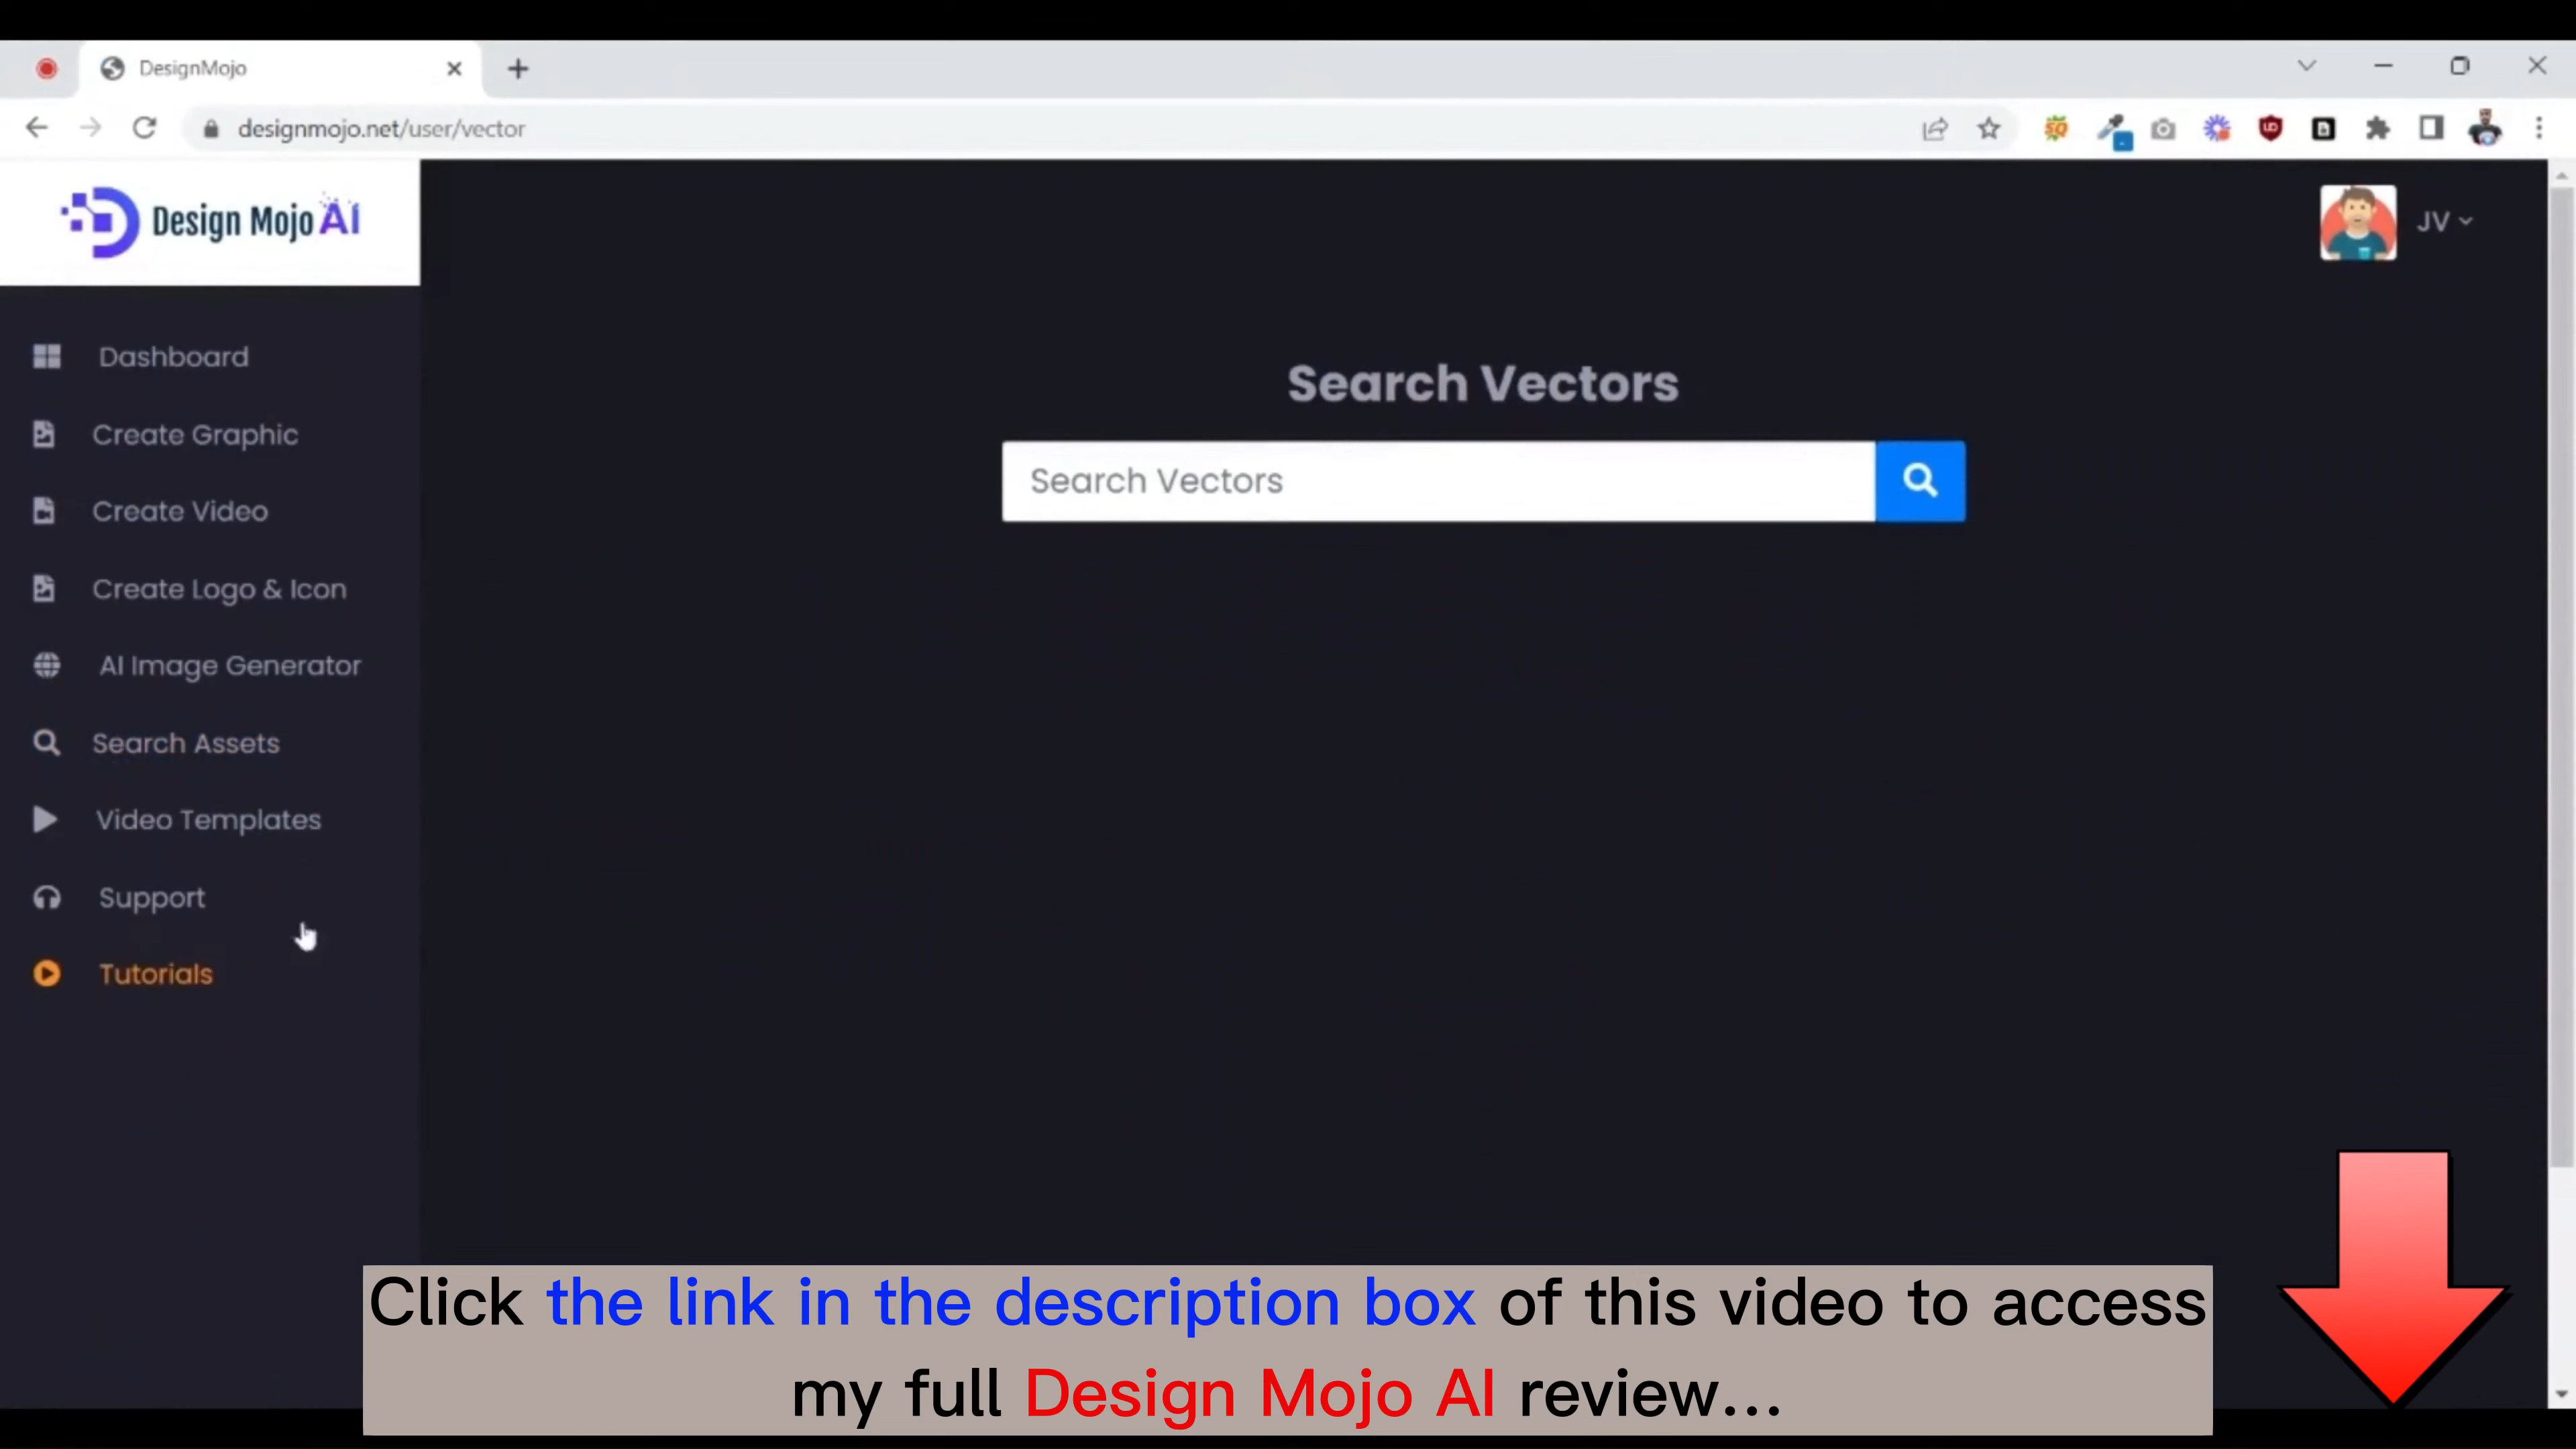 DesignMojo
designmojo.net/user/vector
Design Mojo AI
JV
Dashboard
Create Graphic
Create Video
Create Logo & Icon
AI Image Generator
Search Assets
Video Templates
Support
Tutorials
Search Vectors
Search Vectors
Click the link in the description box of this video to access
my full Design Mojo AI review...